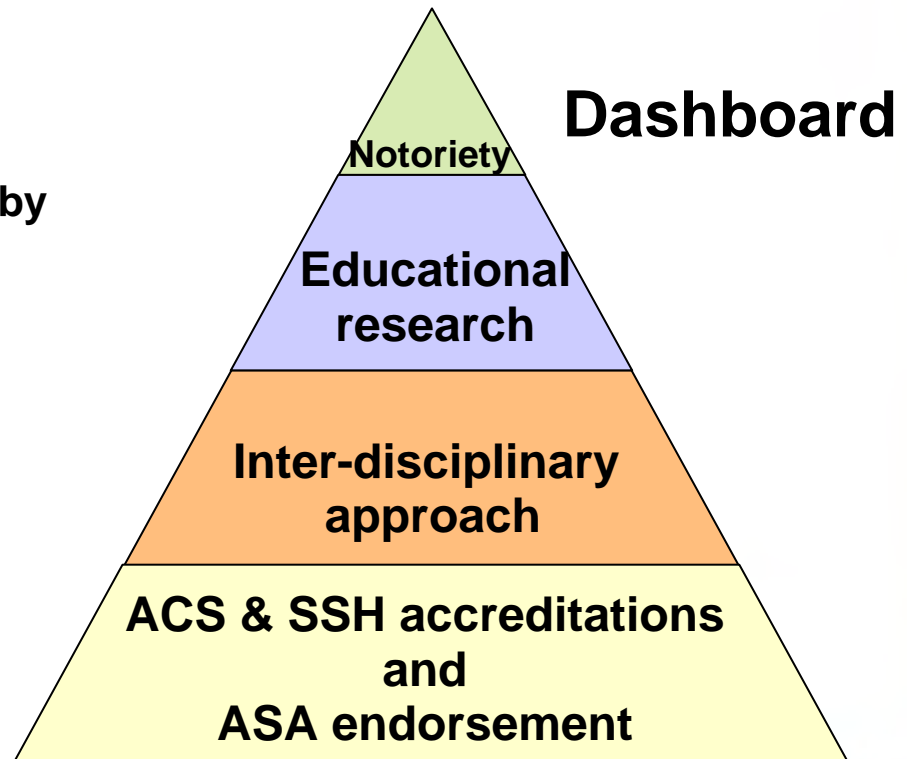 Dashboard
Notoriety
by
Educational
research
Inter-disciplinary
approach
ACS & SSH accreditations
and
ASA endorsement